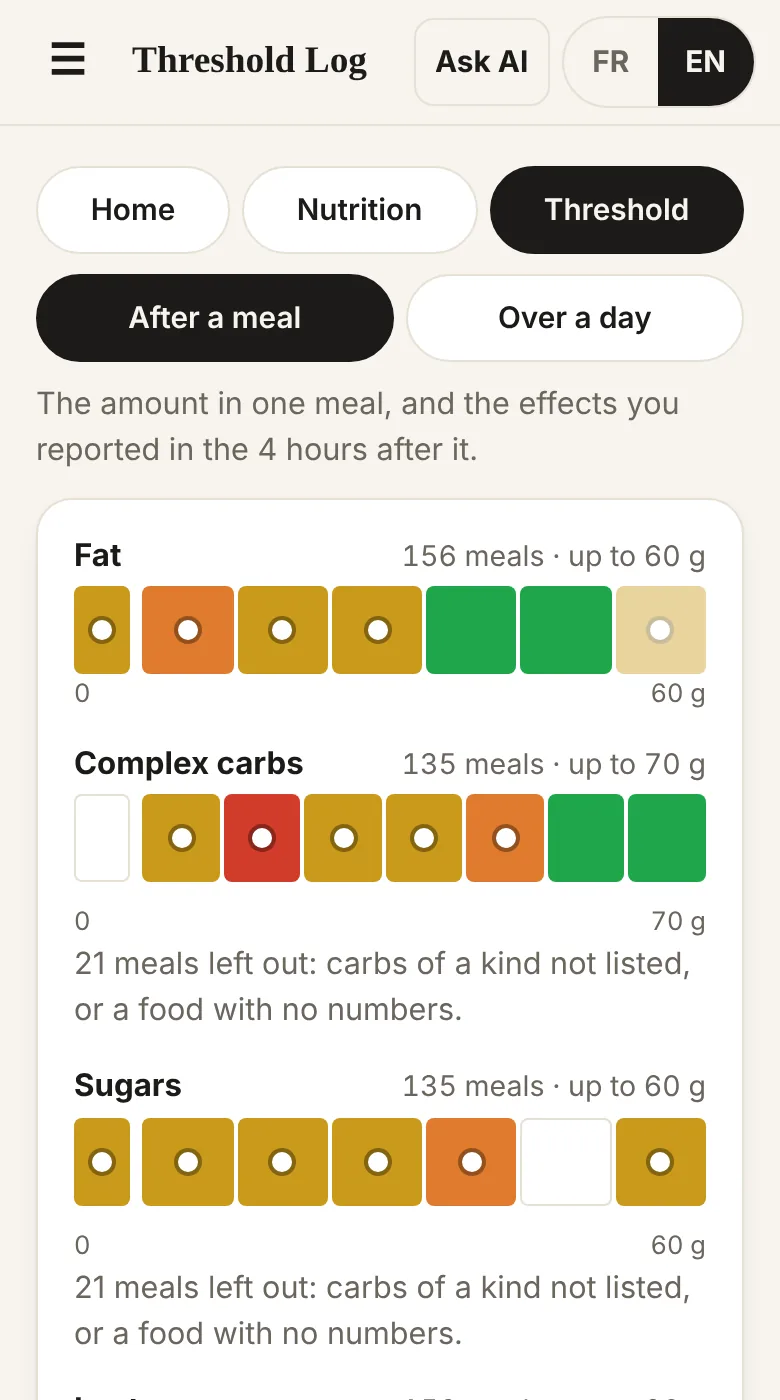 Threshold Log
Ask AI
FR
EN
Home
Nutrition
Threshold
After a meal
Over a day
The amount in one meal, and the effects you
reported in the 4 hours after it.
Fat
156 meals · up to 60 g
0
60 g
Complex carbs
135 meals · up to 70 g
0
70 g
21 meals left out: carbs of a kind not listed,
or a food with no numbers.
Sugars
135 meals · up to 60 g
0
60 g
21 meals left out: carbs of a kind not listed,
or a food with no numbers.